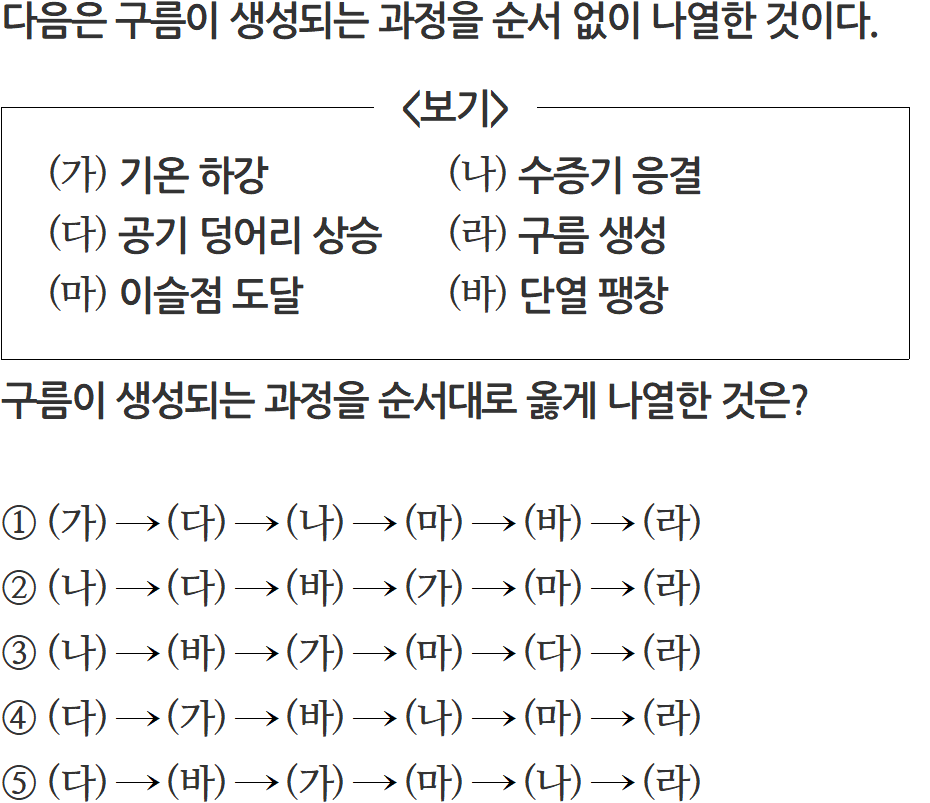 다음은 구름이 생성되는 과정을 순서 없이 나열한 것이다.
<보기>
(가) 기온 하강 (나) 수증기 응결
(다) 공기 덩어리 상승 (라) 구름 생성
(마) 이슬점 도달 (바) 단열 팽창
구름이 생성되는 과정을 순서대로 옳게 나열한 것은?
① (가) → (다) → (나) → (마) → (바) → (라)
② (나) → (다) → (바) → (가) → (마) → (라)
③ (나) → (바) → (가) → (마) → (다) → (라)
④ (다) → (가) → (바) → (나) → (마) → (라)
⑤ (다) → (바) → (가) → (마) → (나) → (라)